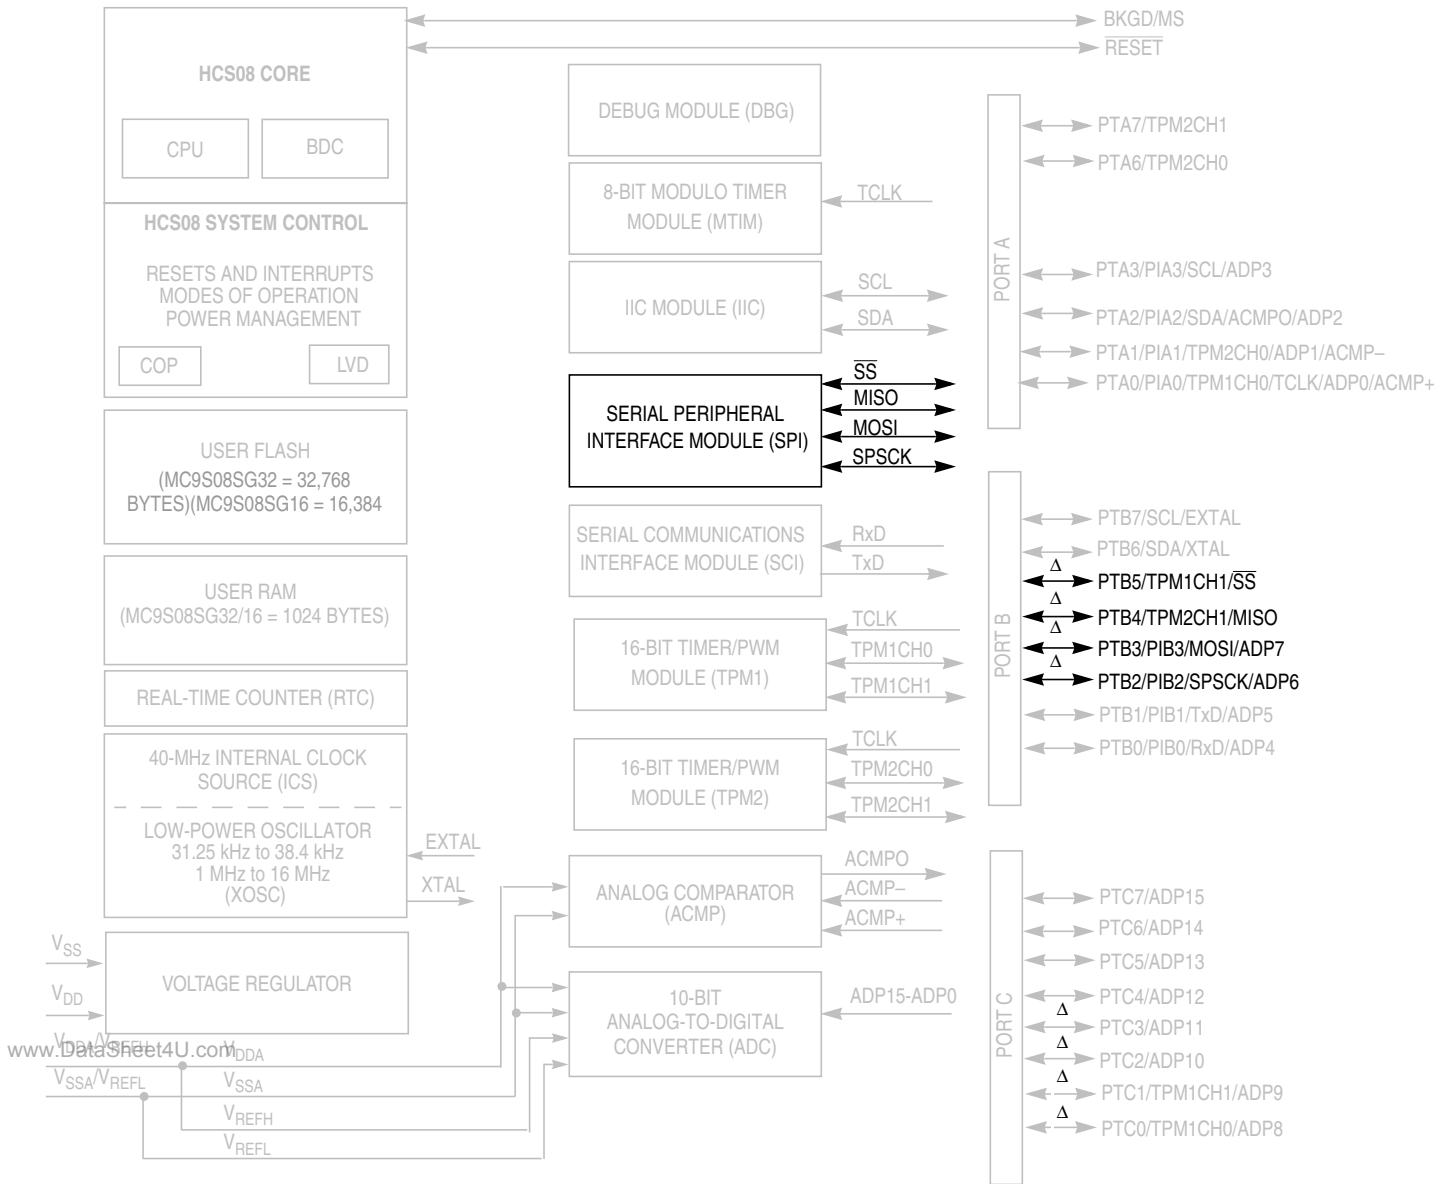 BKGD/MS
RESET
HCS08 CORE
CPU
BDC
HCS08 SYSTEM CONTROL
RESETS AND INTERRUPTS
MODES OF OPERATION
POWER MANAGEMENT
COP
LVD
USER FLASH
(MC9S08SG32 = 32,768
BYTES)(MC9S08SG16 = 16,384
USER RAM
(MC9S08SG32/16 = 1024 BYTES)
REAL-TIME COUNTER (RTC)
40-MHz INTERNAL CLOCK
SOURCE (ICS)
LOW-POWER OSCILLATOR
31.25 kHz to 38.4 kHz
1 MHz to 16 MHz
(XOSC)
EXTAL
XTAL
VSS
VDD
VOLTAGE REGULATOR
VDDA/VREFH
www.DataSheet4U.com
VDDA
VSSA/VREFL
VSSA
VREFH
VREFL
DEBUG MODULE (DBG)
8-BIT MODULO TIMER
MODULE (MTIM)
TCLK
IIC MODULE (IIC)
SCL
SDA
SERIAL PERIPHERAL
INTERFACE MODULE (SPI)
SS
MISO
MOSI
SPSCK
SERIAL COMMUNICATIONS
INTERFACE MODULE (SCI)
RxD
TxD
16-BIT TIMER/PWM
MODULE (TPM1)
TCLK
TPM1CH0
TPM1CH1
16-BIT TIMER/PWM
MODULE (TPM2)
TCLK
TPM2CH0
TPM2CH1
ANALOG COMPARATOR
(ACMP)
ACMPO
ACMP–
ACMP+
10-BIT
ANALOG-TO-DIGITAL
CONVERTER (ADC)
ADP15-ADP0
PORT A
PTA7/TPM2CH1
PTA6/TPM2CH0
PTA3/PIA3/SCL/ADP3
PTA2/PIA2/SDA/ACMPO/ADP2
PTA1/PIA1/TPM2CH0/ADP1/ACMP–
PTA0/PIA0/TPM1CH0/TCLK/ADP0/ACMP+
PORT B
PTB7/SCL/EXTAL
PTB6/SDA/XTAL
Δ PTB5/TPM1CH1/SS
Δ PTB4/TPM2CH1/MISO
Δ PTB3/PIB3/MOSI/ADP7
Δ PTB2/PIB2/SPSCK/ADP6
PTB1/PIB1/TxD/ADP5
PTB0/PIB0/RxD/ADP4
PORT C
PTC7/ADP15
PTC6/ADP14
PTC5/ADP13
PTC4/ADP12
Δ PTC3/ADP11
Δ PTC2/ADP10
Δ PTC1/TPM1CH1/ADP9
Δ PTC0/TPM1CH0/ADP8